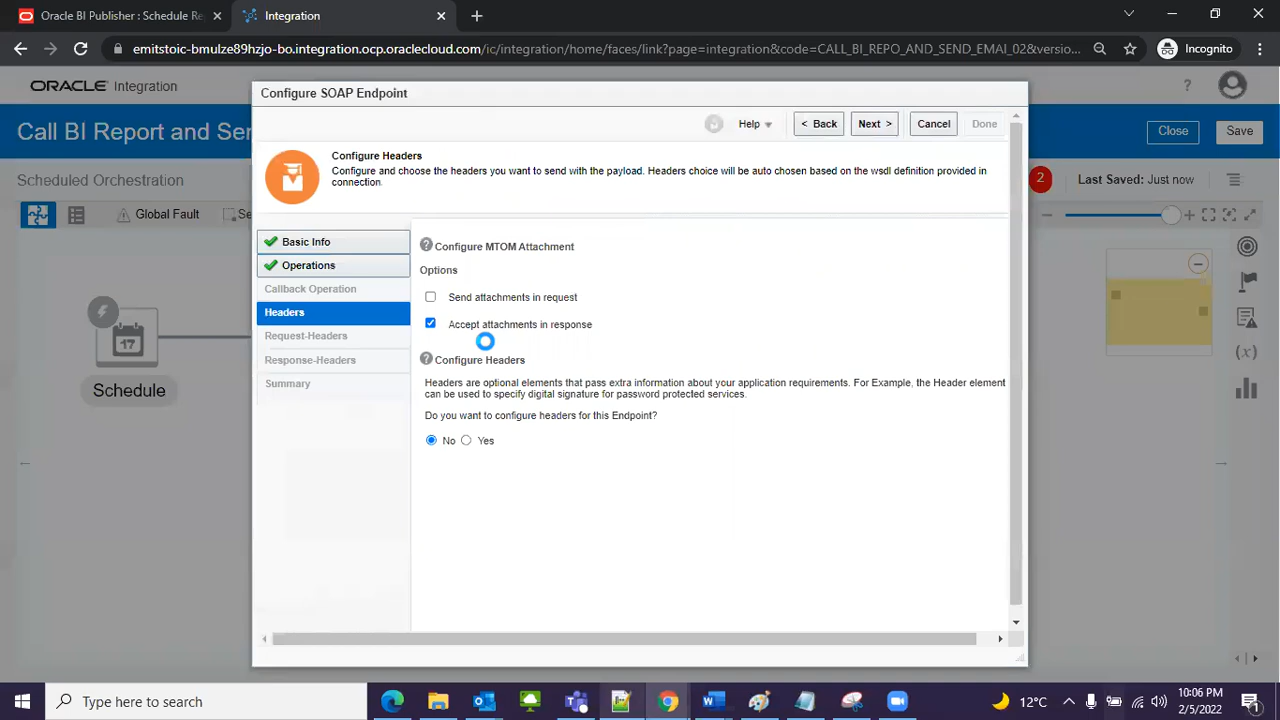 Oracle BI Publisher : Schedule Re
Integration
emitstoic-bmulze89hzjo-bo.integration.ocp.oraclecloud.com/ic/integration/home/faces/link?page=integration&code=CALL_BI_REPO_AND_SEND_EMAI_02&versio...
Incognito
ORACLE Integration
Call BI Report and Sen
Close
Save
Scheduled Orchestration
2
Last Saved: Just now
Global Fault
Se
17
Schedule
Configure SOAP Endpoint
Help
< Back
Next >
Cancel
Done
Configure Headers
Configure and choose the headers you want to send with the payload. Headers choice will be auto chosen based on the wsdl definition provided in
connection.
Basic Info
Operations
Callback Operation
Headers
Request-Headers
Response-Headers
Summary
Configure MTOM Attachment
Options
Send attachments in request
Accept attachments in response
Configure Headers
Headers are optional elements that pass extra information about your application requirements. For Example, the Header element
can be used to specify digital signature for password protected services.
Do you want to configure headers for this Endpoint?
No
Yes
Type here to search
12°C
10:06 PM
2/5/2022
1